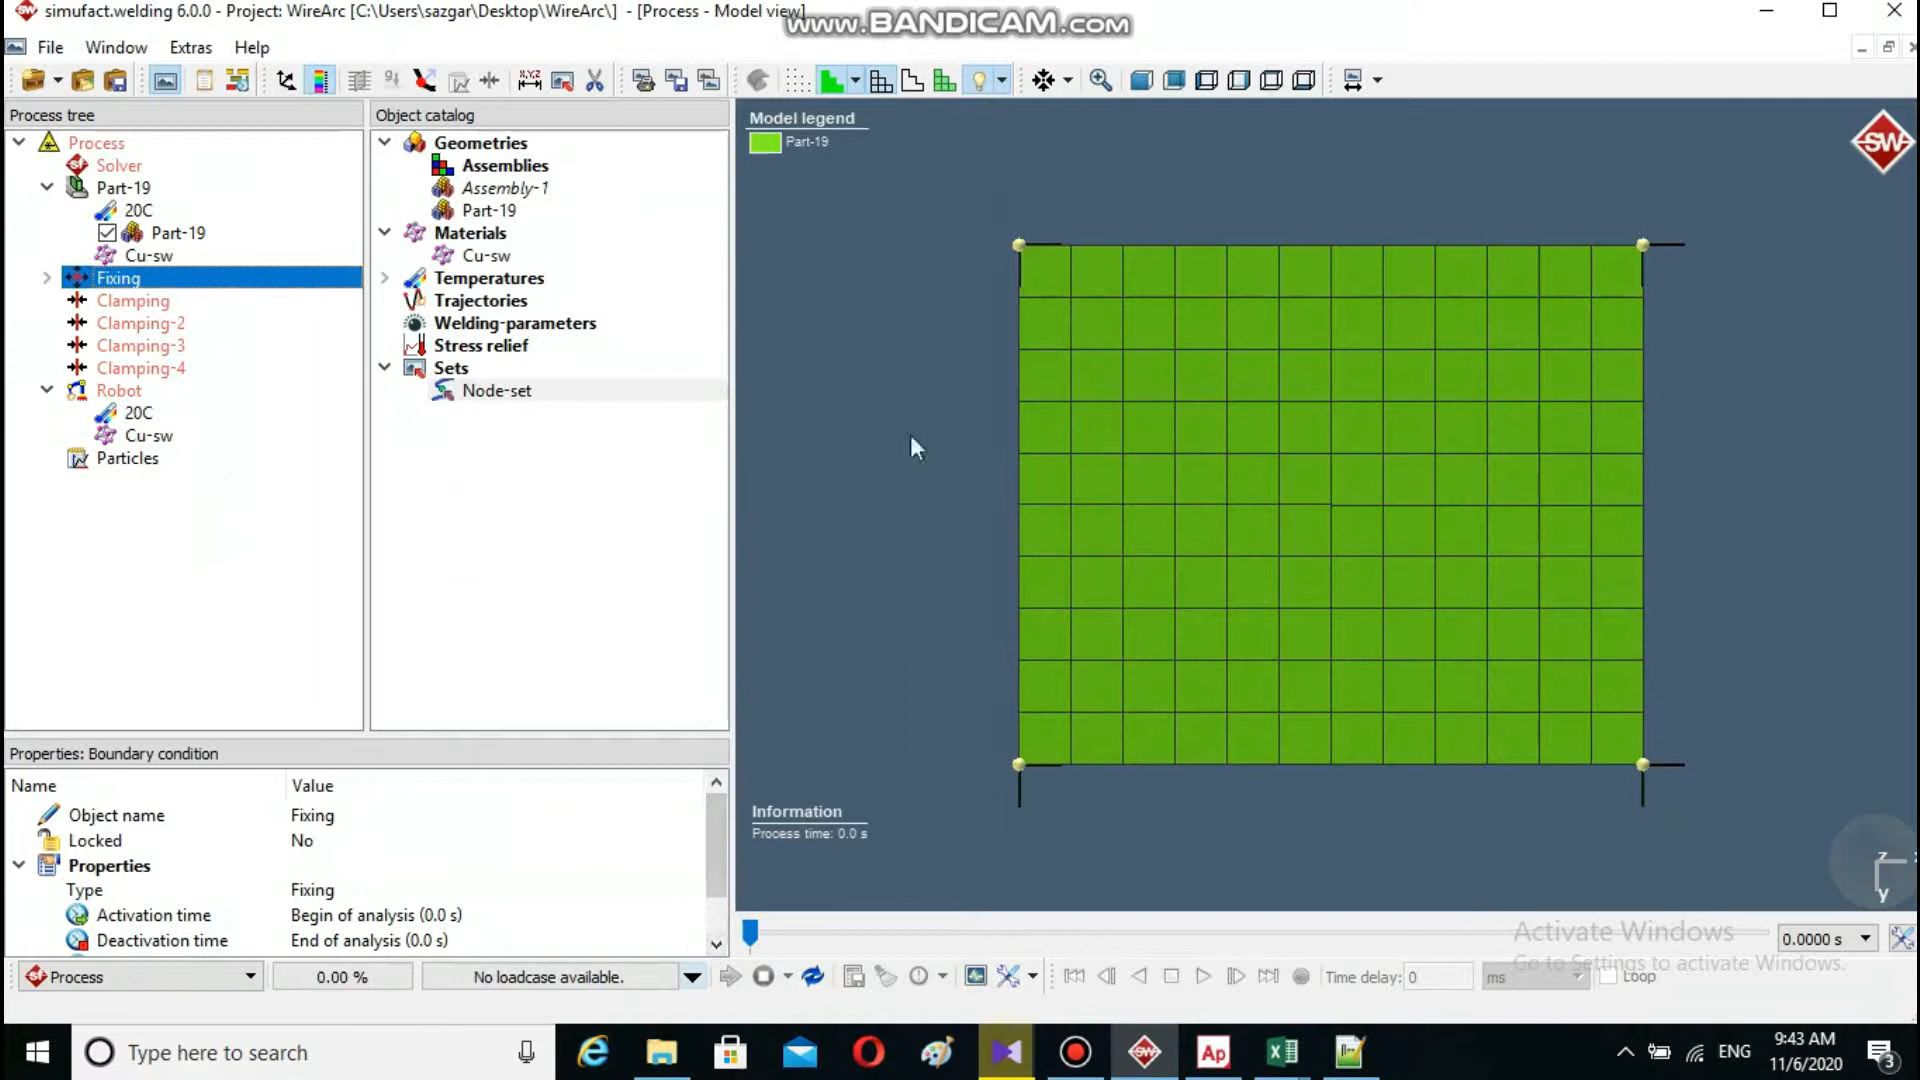 simufact.welding 6.0.0 - Project: WireArc [C:\Users\sazgar\Desktop\WireArc\] - [Process - Model view]
www.BANDICAM.com
File Window Extras Help
Process tree
Process
Solver
Part-19
20C
Part-19
Cu-sw
Fixing
Clamping
Clamping-2
Clamping-3
Clamping-4
Robot
20C
Cu-sw
Particles
Object catalog
Geometries
Assemblies
Assembly-1
Part-19
Materials
Cu-sw
Temperatures
Trajectories
Welding-parameters
Stress relief
Sets
Node-set
Model legend
Part-19
SW
Information
Process time: 0.0 s
z
y
Properties: Boundary condition
Name Value
Object name Fixing
Locked No
Properties
Type Fixing
Activation time Begin of analysis (0.0 s)
Deactivation time End of analysis (0.0 s)
Activate Windows
Go to Settings to activate Windows.
0.0000 s
Process 0.00 % No loadcase available. Time delay: 0 ms Loop
Type here to search
ENG
9:43 AM
11/6/2020
3